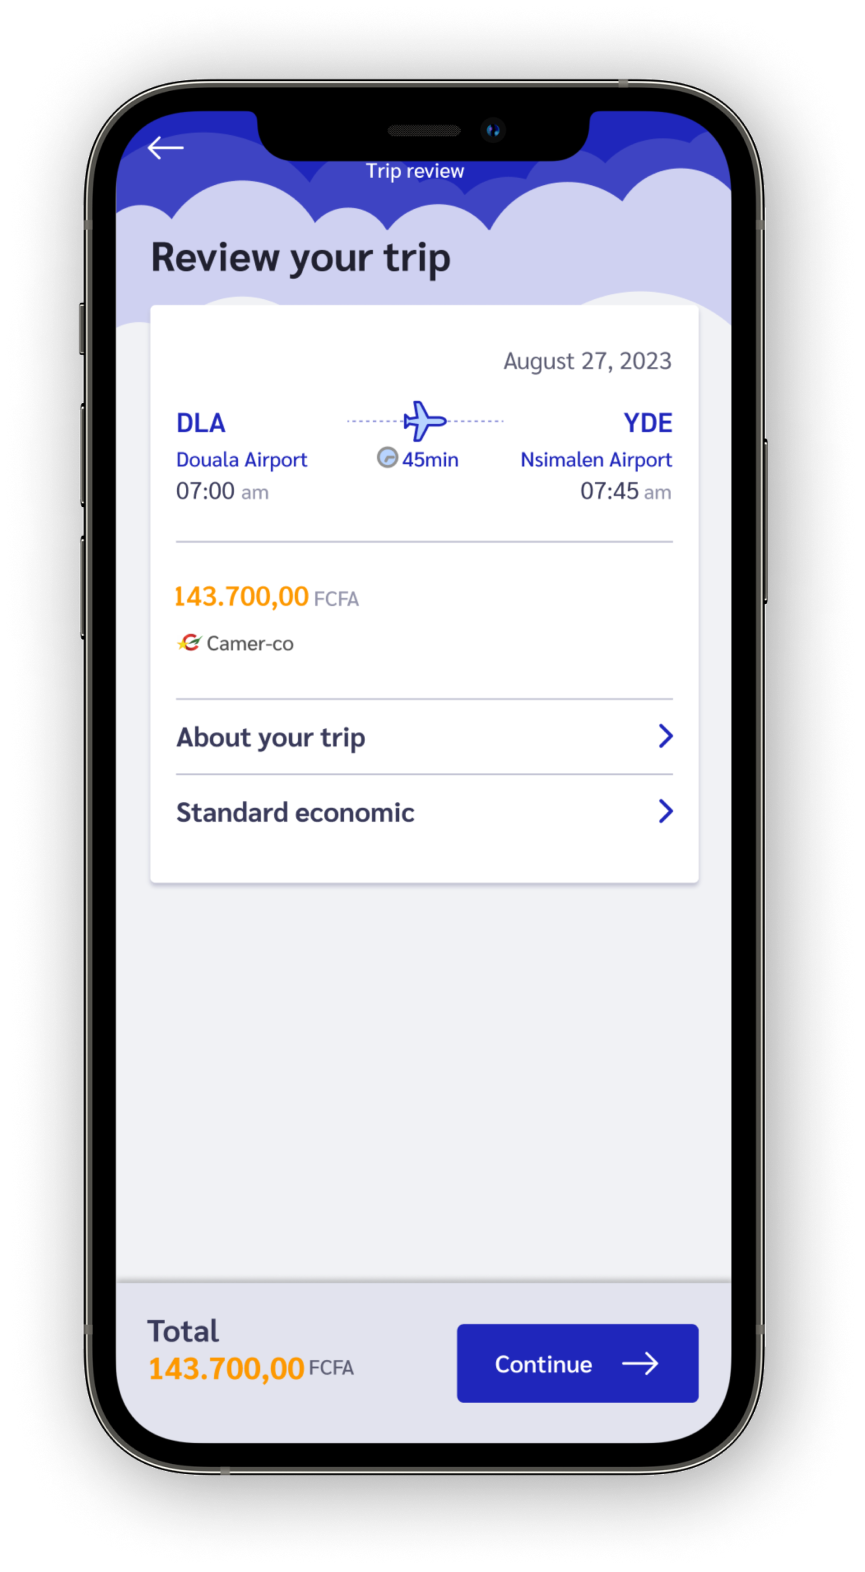 Trip review
Review your trip
August 27, 2023
DLA YDE
Douala Airport 45min Nsimalen Airport
07:00 am 07:45 am
143.700,00 FCFA
Camer-co
About your trip
Standard economic
Total
143.700,00 FCFA
Continue